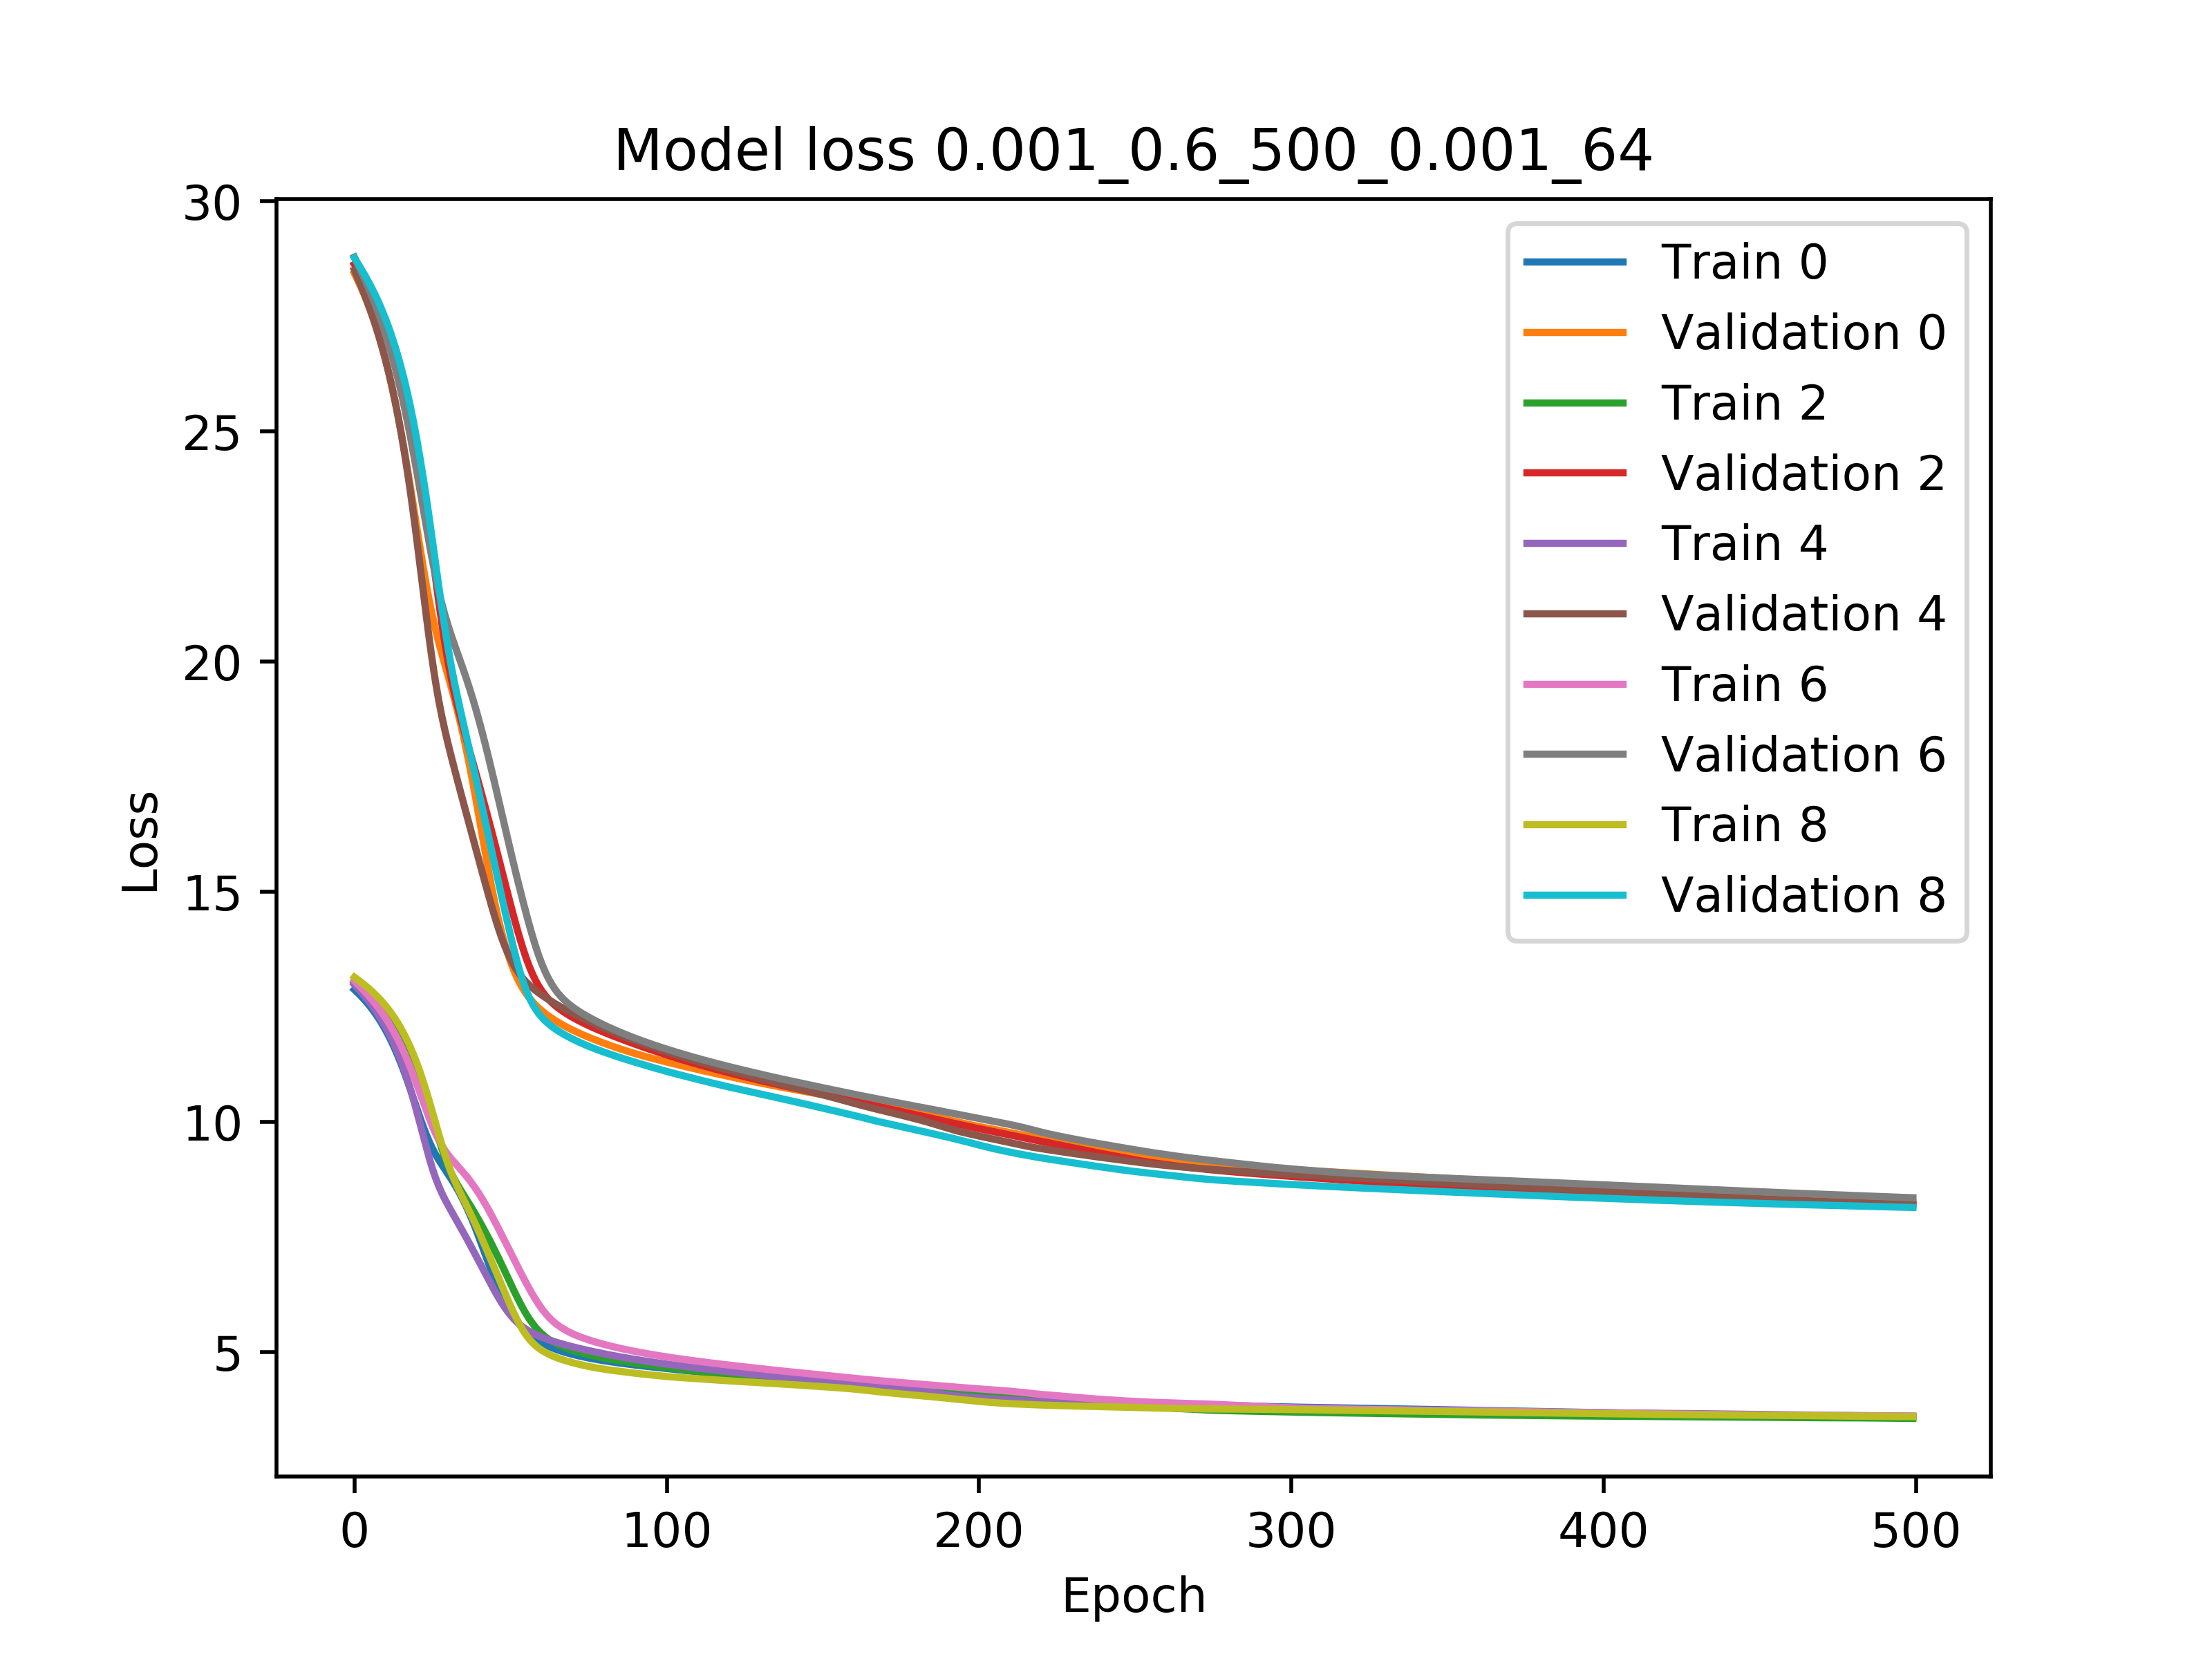 Model loss 0.001_0.6_500_0.001_64
30
25
20
15
10
5
Loss
Train 0
Validation 0
Train 2
Validation 2
Train 4
Validation 4
Train 6
Validation 6
Train 8
Validation 8
0 100 200 300 400 500
Epoch